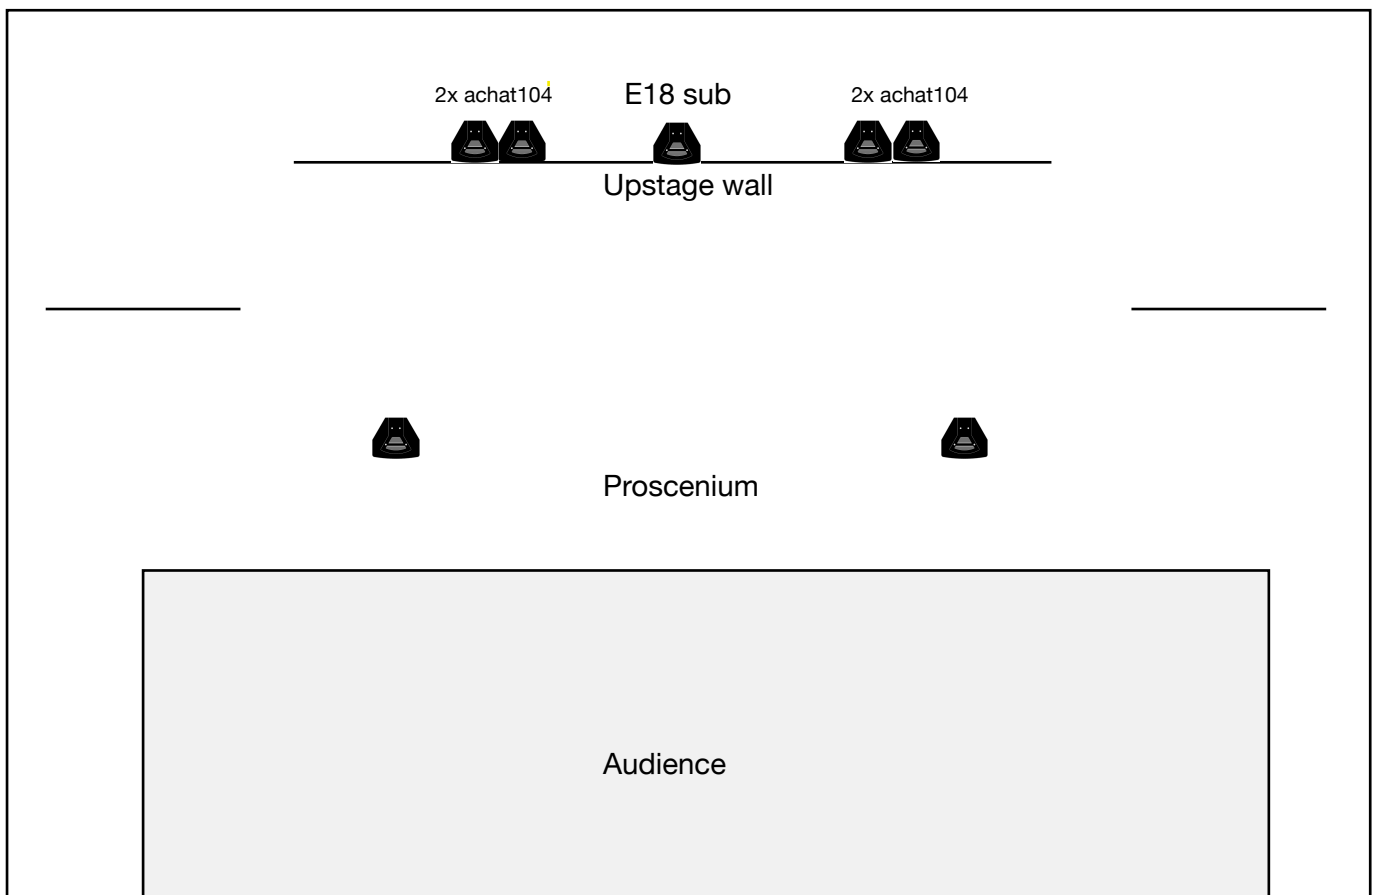 2x achat104
E18 sub
2x achat104
Upstage wall
Proscenium
Audience